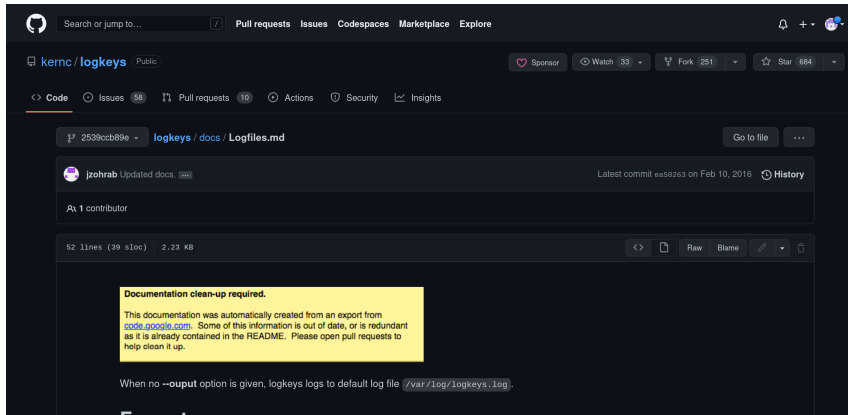 Search or jump to... / Pull requests Issues Codespaces Marketplace Explore
kernc / logkeys Public Sponsor Watch 33 Fork 251 Star 684
Code Issues 58 Pull requests 10 Actions Security Insights
2539ccb89e logkeys / docs / Logfiles.md Go to file ...
jzohrab Updated docs. ... Latest commit ea50263 on Feb 10, 2016 History
1 contributor
52 lines (39 sloc) 2.23 KB <> Raw Blame
Documentation clean-up required.
This documentation was automatically created from an export from
code.google.com. Some of this information is out of date, or is redundant
as it is already contained in the README. Please open pull requests to
help clean it up.
When no --ouput option is given, logkeys logs to default log file /var/log/logkeys.log.